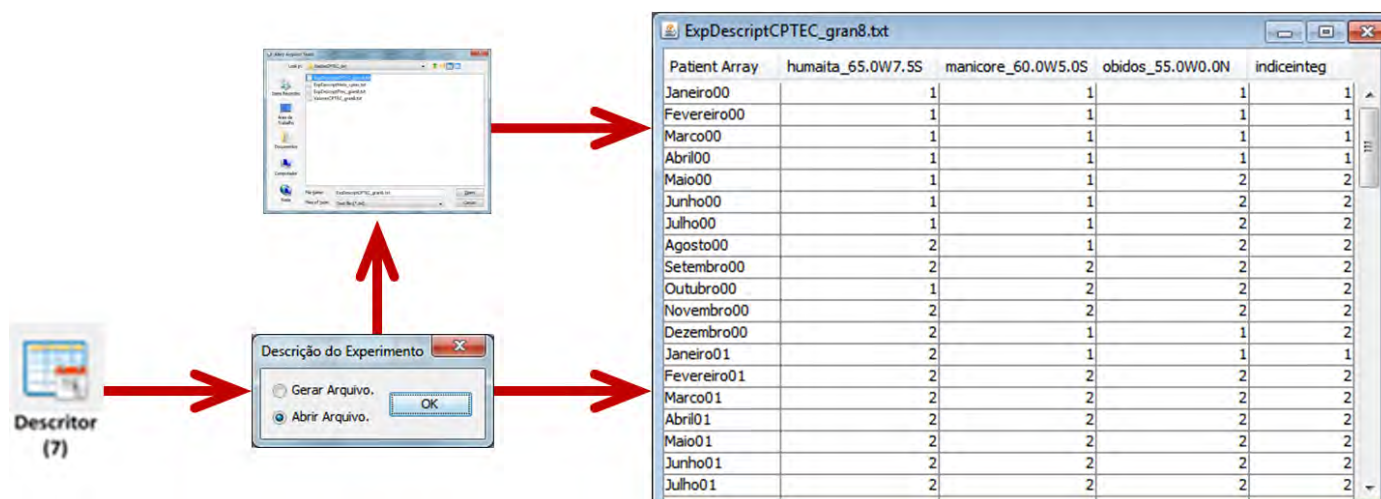 Descritor
(7)
Descrição do Experimento
Gerar Arquivo.
Abrir Arquivo.
OK
ExpDescriptCPTEC_gran8.txt
Patient Array humaita_65.0W7.5S manicore_60.0W5.0S obidos_55.0W0.0N indiceinteg
Janeiro00 1 1 1 1
Fevereiro00 1 1 1 1
Marco00 1 1 1 1
Abril00 1 1 1 1
Maio00 1 1 2 2
Junho00 1 1 2 2
Julho00 1 1 2 2
Agosto00 2 1 2 2
Setembro00 2 2 2 2
Outubro00 1 2 2 2
Novembro00 2 2 2 2
Dezembro00 2 1 1 2
Janeiro01 2 1 1 1
Fevereiro01 2 2 2 2
Marco01 2 2 2 2
Abril01 2 2 2 2
Maio01 2 2 2 2
Junho01 2 2 2 2
Julho01 2 2 2 2